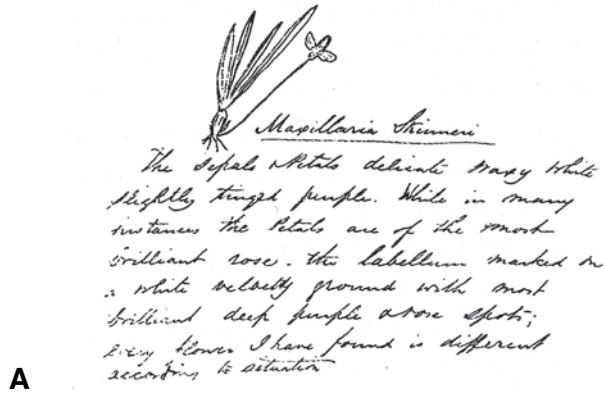 Maxillaria Skinneri
The Sepals & Petals delicate waxy white
slightly tinged purple. While in many
instances the Petals are of the most
brilliant rose. the labellum marked on
a white velvetty ground with most
brilliant deep purple & rose spots;
every flower I have found is different
according to situation
A